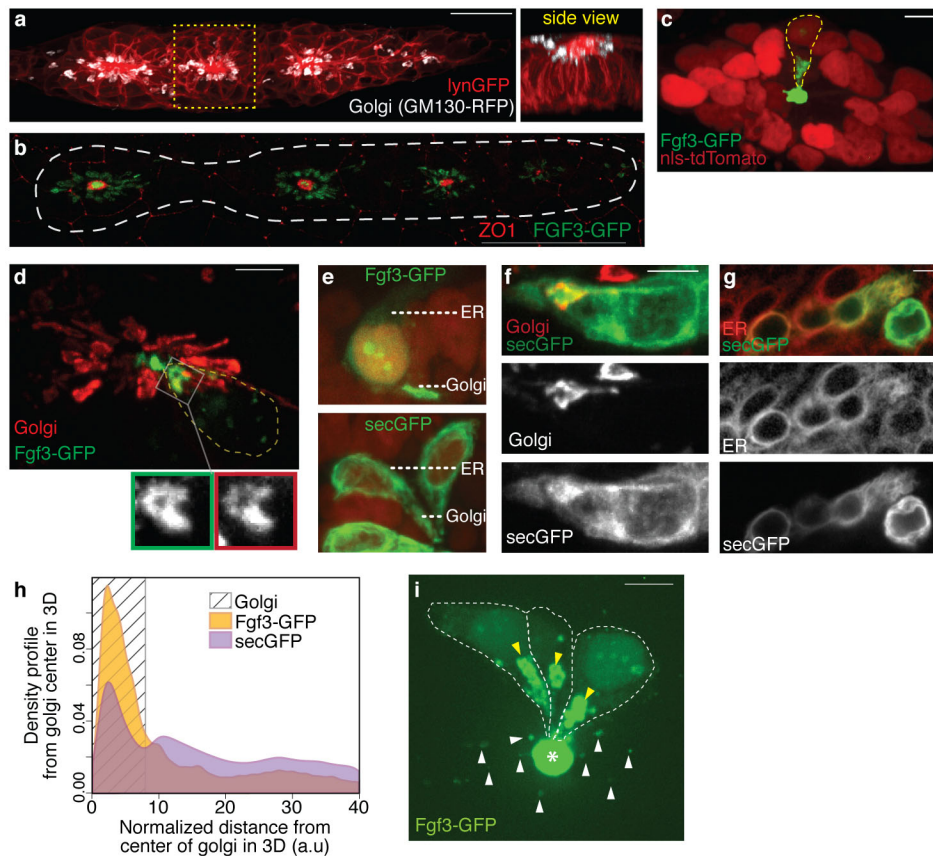 a
lynGFP
Golgi (GM130-RFP)
side view
c
Fgf3-GFP
nls-tdTomato
b
ZO1 FGF3-GFP
d
Golgi
Fgf3-GFP
e
Fgf3-GFP
ER
Golgi
secGFP
ER
Golgi
f
Golgi
secGFP
Golgi
secGFP
g
ER
secGFP
ER
secGFP
h
Density profile
from golgi center in 3D
0.00
0.04
0.08
Golgi
Fgf3-GFP
secGFP
0 10 20 30 40
Normalized distance from
center of golgi in 3D (a.u)
i
*
Fgf3-GFP